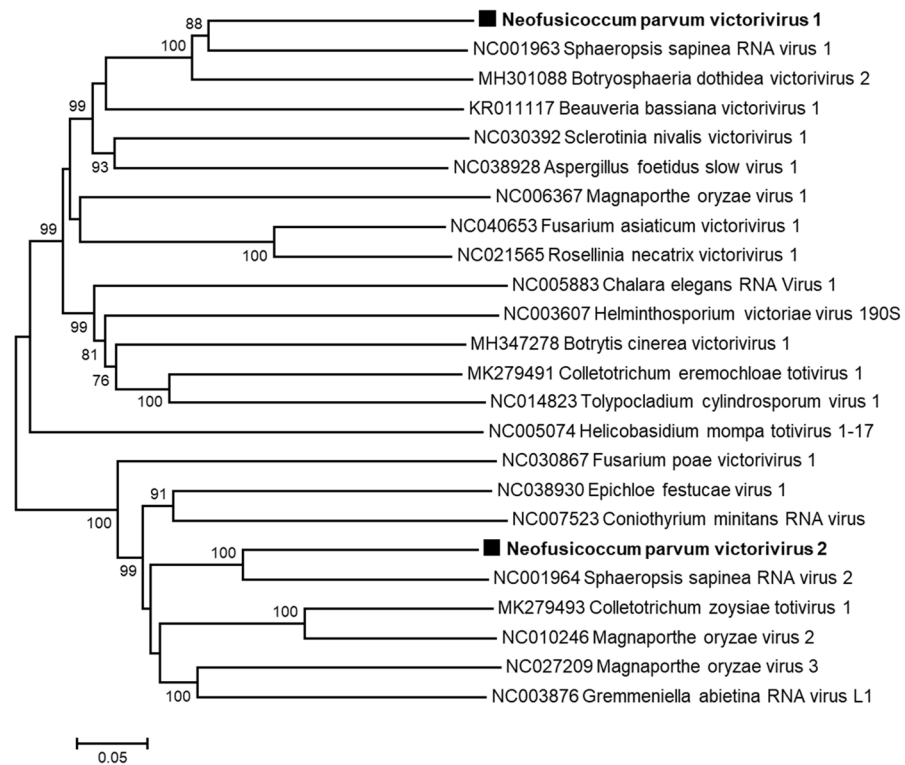 88
Neofusicoccum parvum victorivirus 1
100
NC001963 Sphaeropsis sapinea RNA virus 1
MH301088 Botryosphaeria dothidea victorivirus 2
99
KR011117 Beauveria bassiana victorivirus 1
NC030392 Sclerotinia nivalis victorivirus 1
93
NC038928 Aspergillus foetidus slow virus 1
NC006367 Magnaporthe oryzae virus 1
99
NC040653 Fusarium asiaticum victorivirus 1
100
NC021565 Rosellinia necatrix victorivirus 1
NC005883 Chalara elegans RNA Virus 1
99
NC003607 Helminthosporium victoriae virus 190S
81
MH347278 Botrytis cinerea victorivirus 1
76
MK279491 Colletotrichum eremochloae totivirus 1
100
NC014823 Tolypocladium cylindrosporum virus 1
NC005074 Helicobasidium mompa totivirus 1-17
NC030867 Fusarium poae victorivirus 1
91
NC038930 Epichloe festucae virus 1
100
NC007523 Coniothyrium minitans RNA virus
100
Neofusicoccum parvum victorivirus 2
99
NC001964 Sphaeropsis sapinea RNA virus 2
100
MK279493 Colletotrichum zoysiae totivirus 1
NC010246 Magnaporthe oryzae virus 2
NC027209 Magnaporthe oryzae virus 3
100
NC003876 Gremmeniella abietina RNA virus L1
0.05